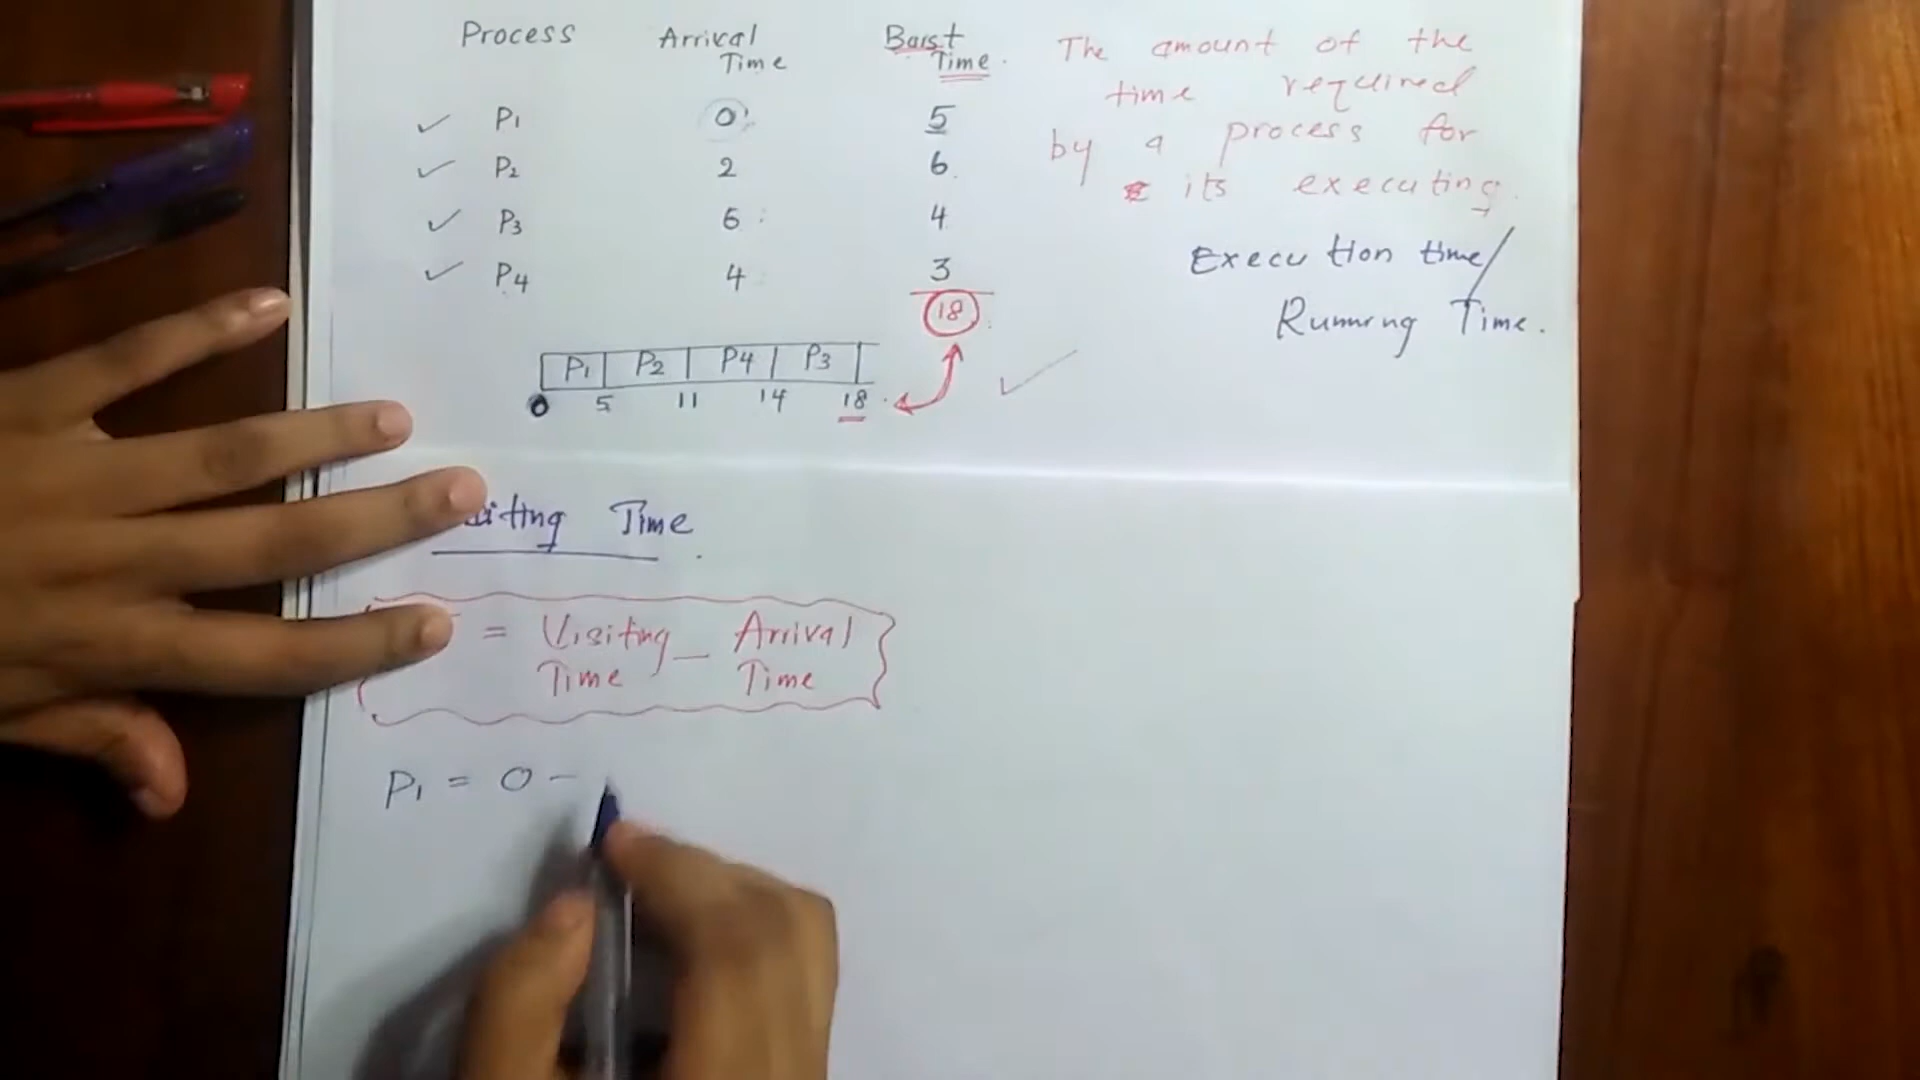 Process Arrival Time Barst Time.
P1 0 5
P2 2 6
P3 6 4
P4 4 3
18
The amount of the
time required
by a process for
its executing.
Execution time/
Running Time.
P1 P2 P4 P3
0 5 11 14 18
Time
= Visiting Time - Arrival Time
P1 = 0 -